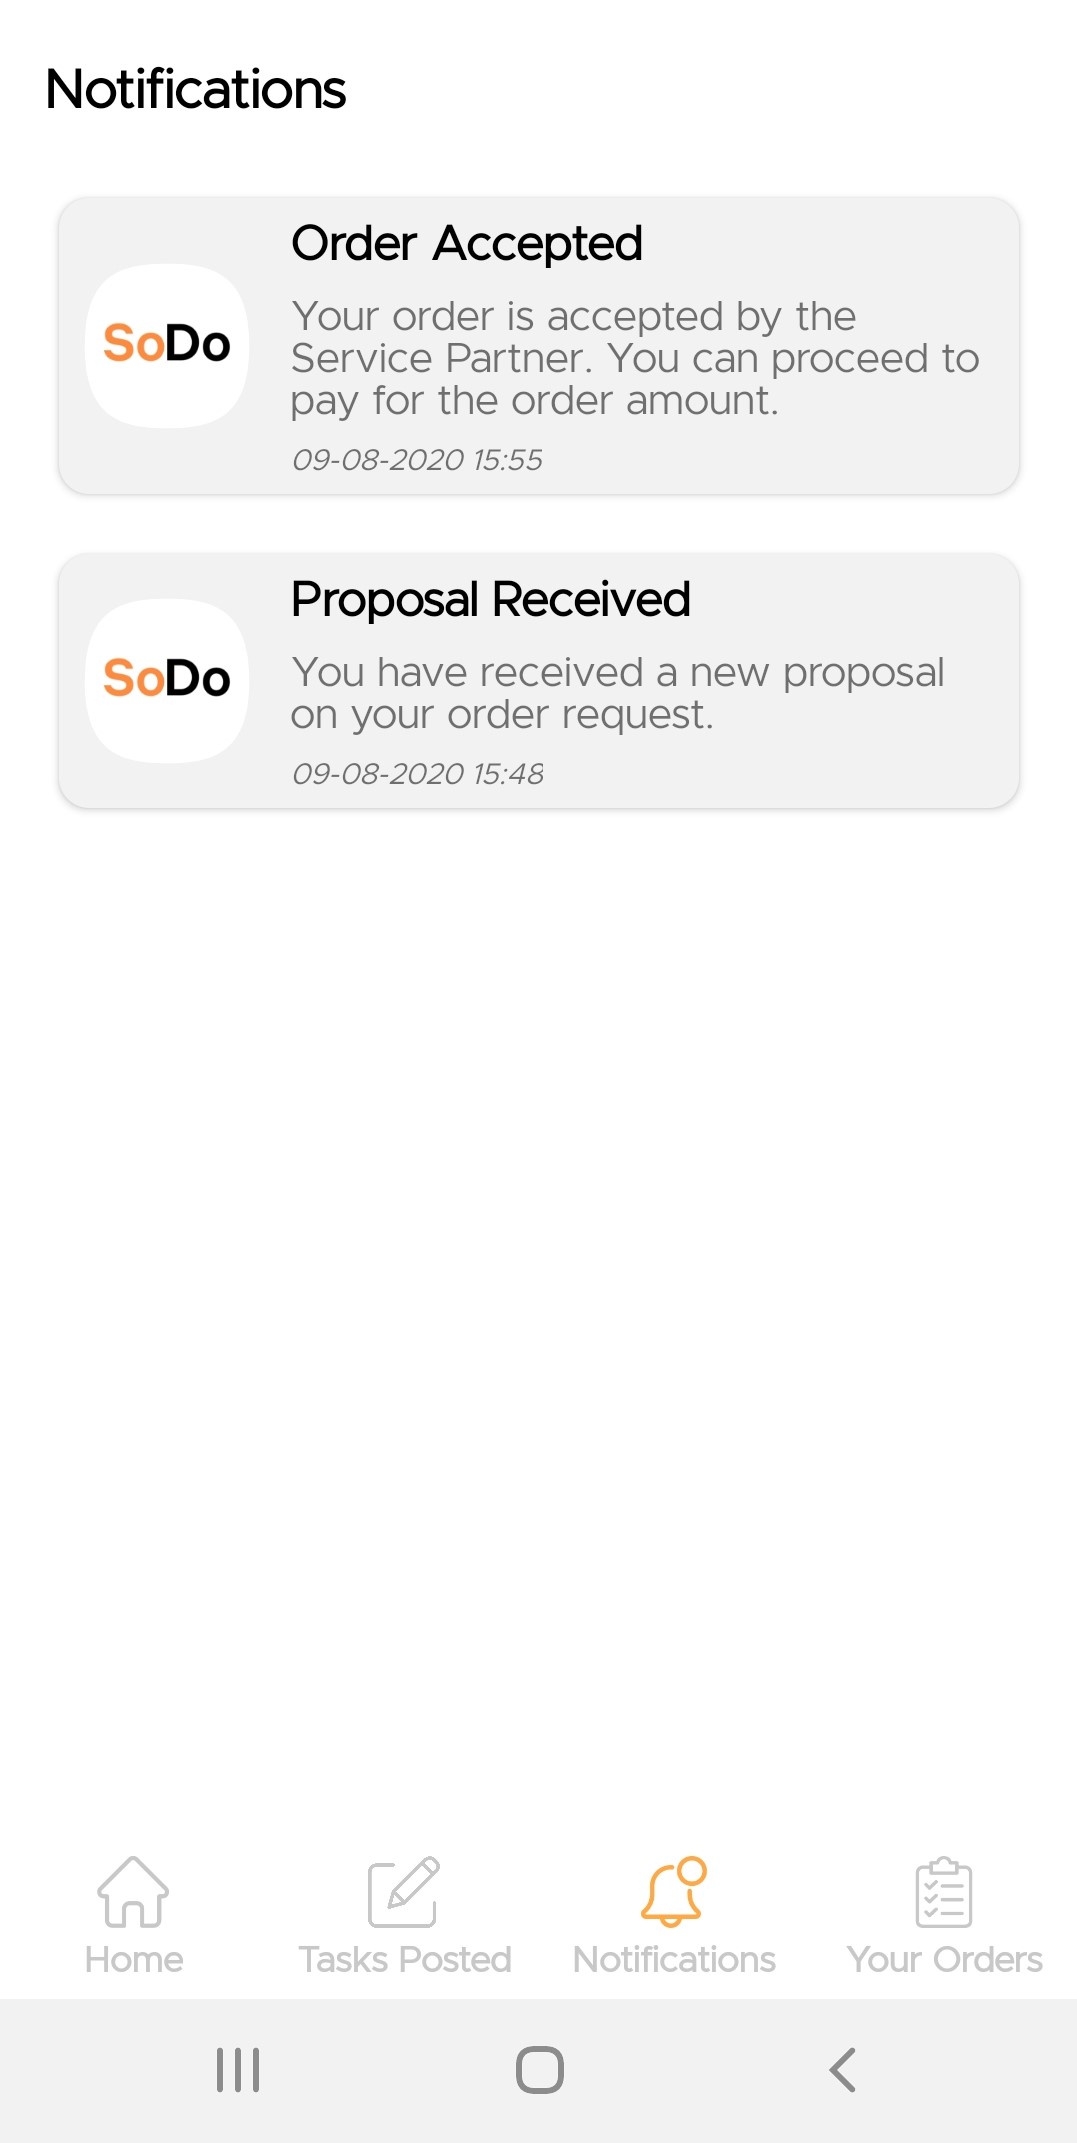 Notifications
Order Accepted
SoDo
Your order is accepted by the
Service Partner. You can proceed to
pay for the order amount.
09-08-2020 15:55
Proposal Received
SoDo
You have received a new proposal
on your order request.
09-08-2020 15:48
Home
Tasks Posted
Notifications
Your Orders